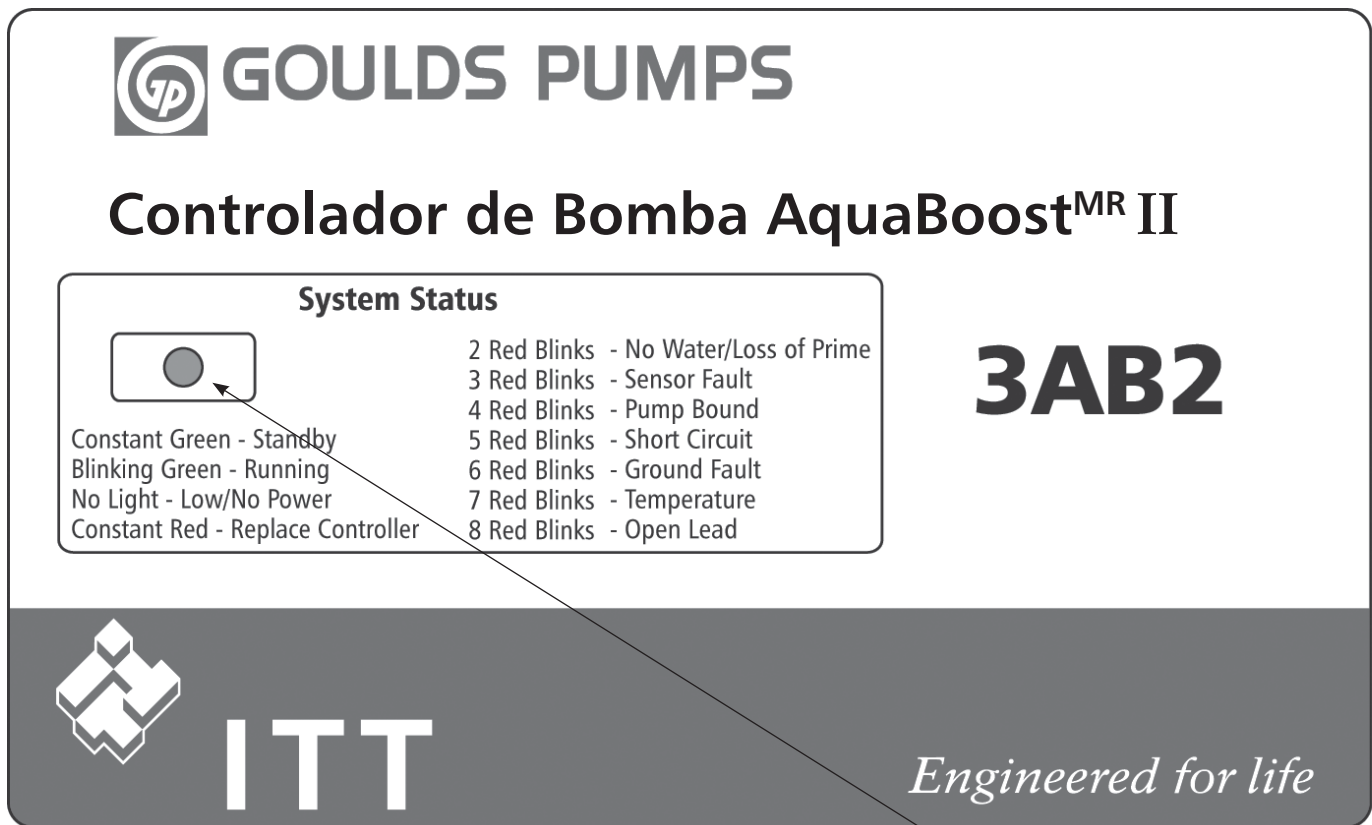 GOULDS PUMPS
Controlador de Bomba AquaBoostᴹᴿ II
System Status
Constant Green - Standby
Blinking Green - Running
No Light - Low/No Power
Constant Red - Replace Controller
2 Red Blinks - No Water/Loss of Prime
3 Red Blinks - Sensor Fault
4 Red Blinks - Pump Bound
5 Red Blinks - Short Circuit
6 Red Blinks - Ground Fault
7 Red Blinks - Temperature
8 Red Blinks - Open Lead
3AB2
ITT
Engineered for life